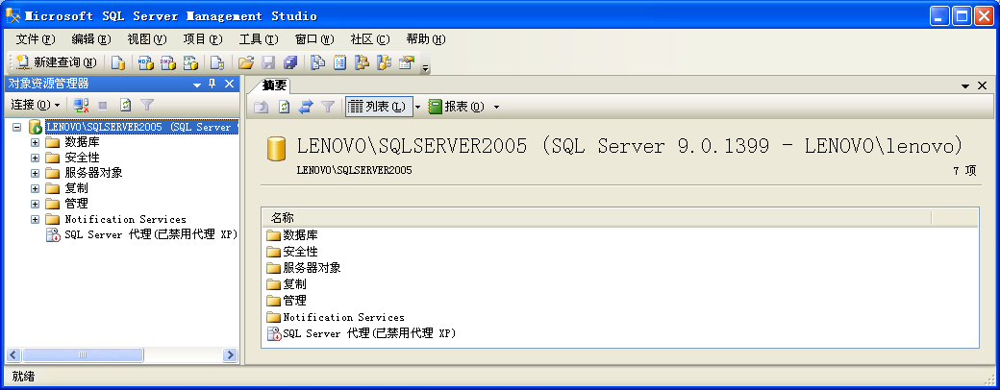 Microsoft SQL Server Management Studio
文件(F) 编辑(E) 视图(V) 项目(P) 工具(T) 窗口(W) 社区(C) 帮助(H)
新建查询(N)
对象资源管理器
连接(O)
LENOVO\SQLSERVER2005 (SQL Server
数据库
安全性
服务器对象
复制
管理
Notification Services
SQL Server 代理(已禁用代理 XP)
摘要
列表(L) 报表(O)
LENOVO\SQLSERVER2005 (SQL Server 9.0.1399 - LENOVO\lenovo)
LENOVO\SQLSERVER2005 7 项
名称
数据库
安全性
服务器对象
复制
管理
Notification Services
SQL Server 代理(已禁用代理 XP)
就绪